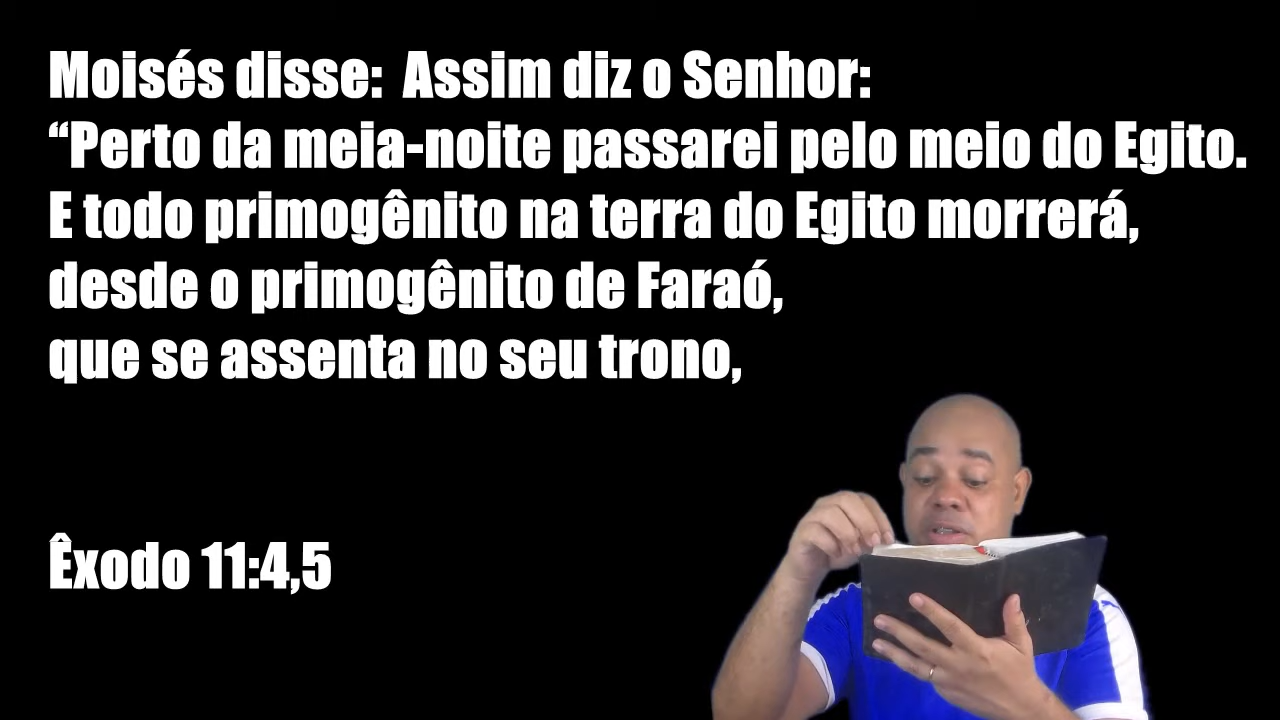 Moisés disse: Assim diz o Senhor:
“Perto da meia-noite passarei pelo meio do Egito.
E todo primogênito na terra do Egito morrerá,
desde o primogênito de Faraó,
que se assenta no seu trono,
Êxodo 11:4,5